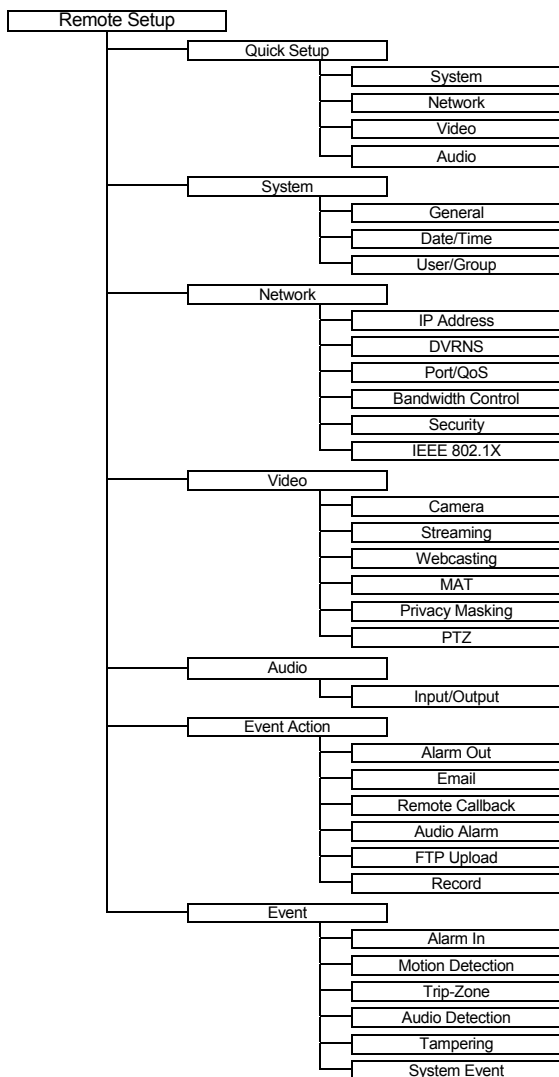 Remote Setup
Quick Setup
System
Network
Video
Audio
System
General
Date/Time
User/Group
Network
IP Address
DVRNS
Port/QoS
Bandwidth Control
Security
IEEE 802.1X
Video
Camera
Streaming
Webcasting
MAT
Privacy Masking
PTZ
Audio
Input/Output
Event Action
Alarm Out
Email
Remote Callback
Audio Alarm
FTP Upload
Record
Event
Alarm In
Motion Detection
Trip-Zone
Audio Detection
Tampering
System Event